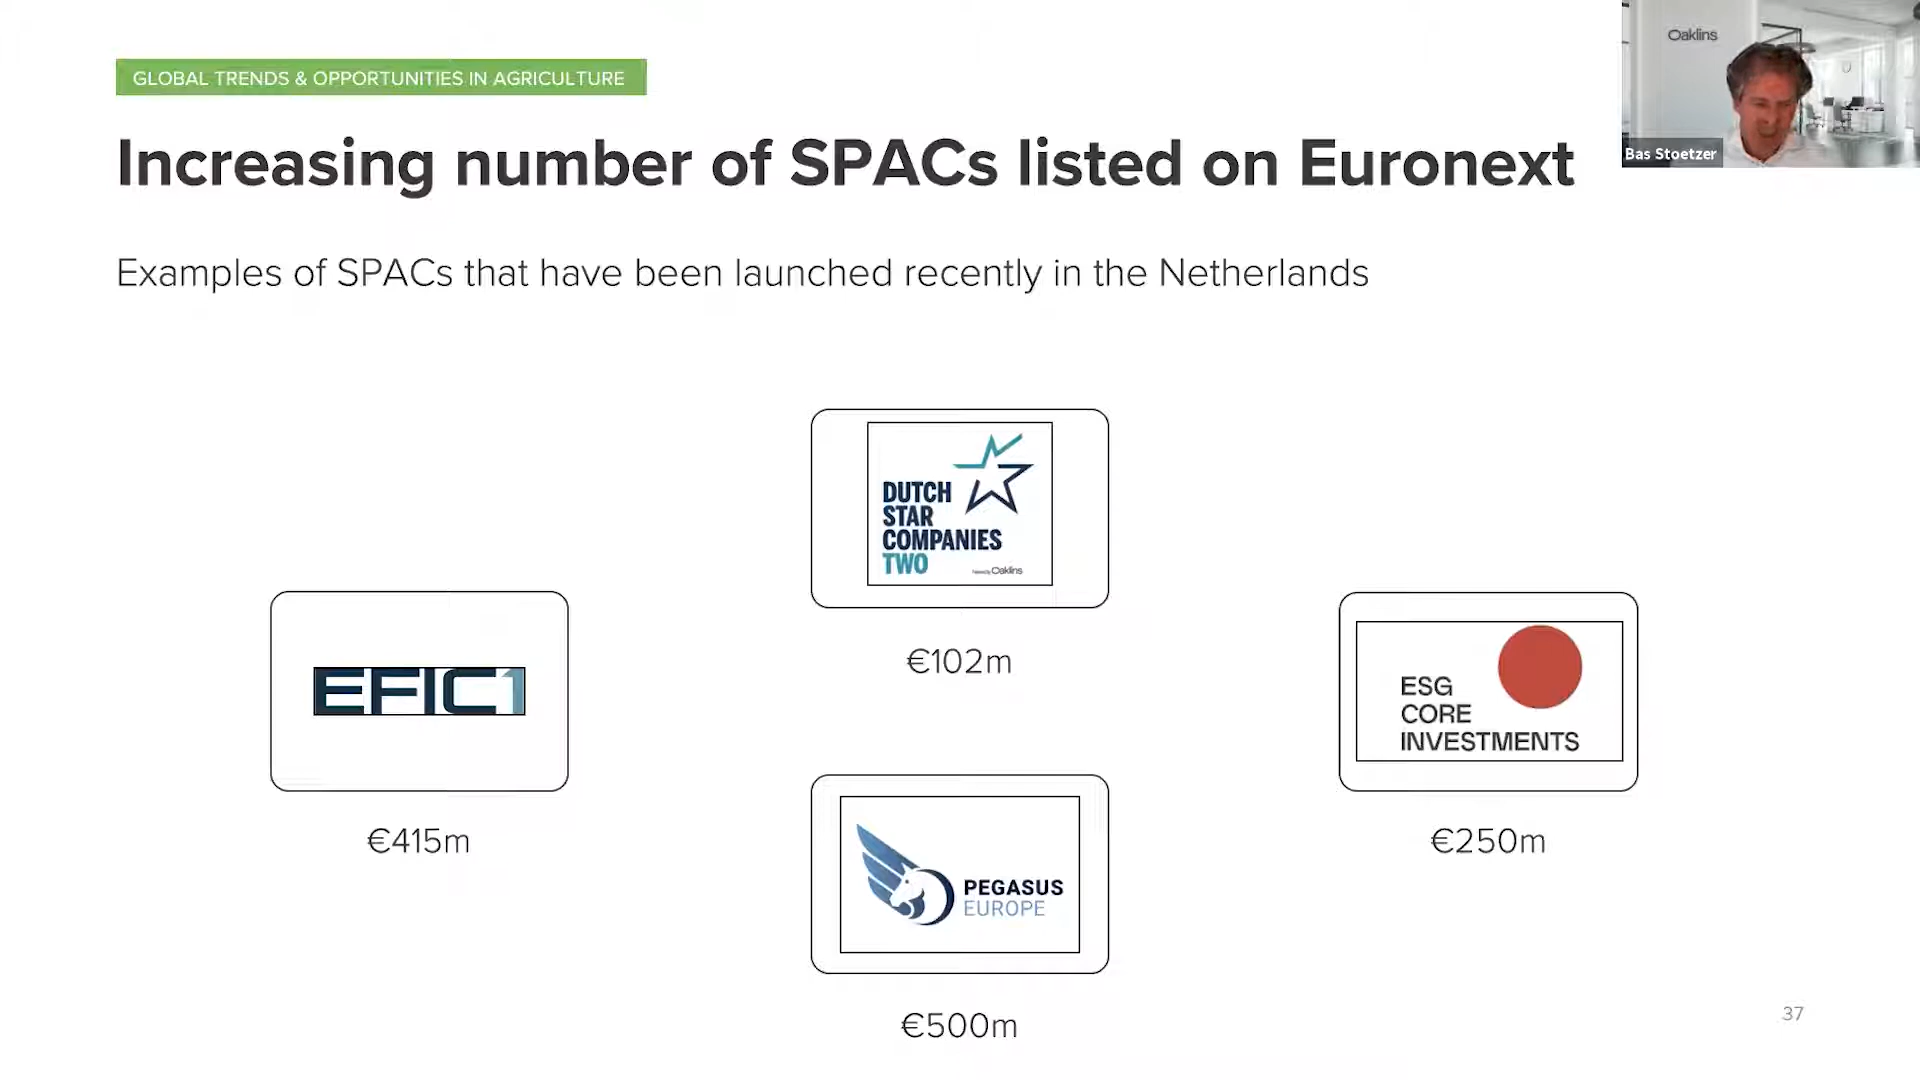 GLOBAL TRENDS & OPPORTUNITIES IN AGRICULTURE
Oaklins
Bas Stoetzer
Increasing number of SPACs listed on Euronext
Examples of SPACs that have been launched recently in the Netherlands
DUTCH
STAR
COMPANIES
TWO
Oaklins
€102m
EFIC1
€415m
ESG
CORE
INVESTMENTS
€250m
PEGASUS
EUROPE
€500m
37